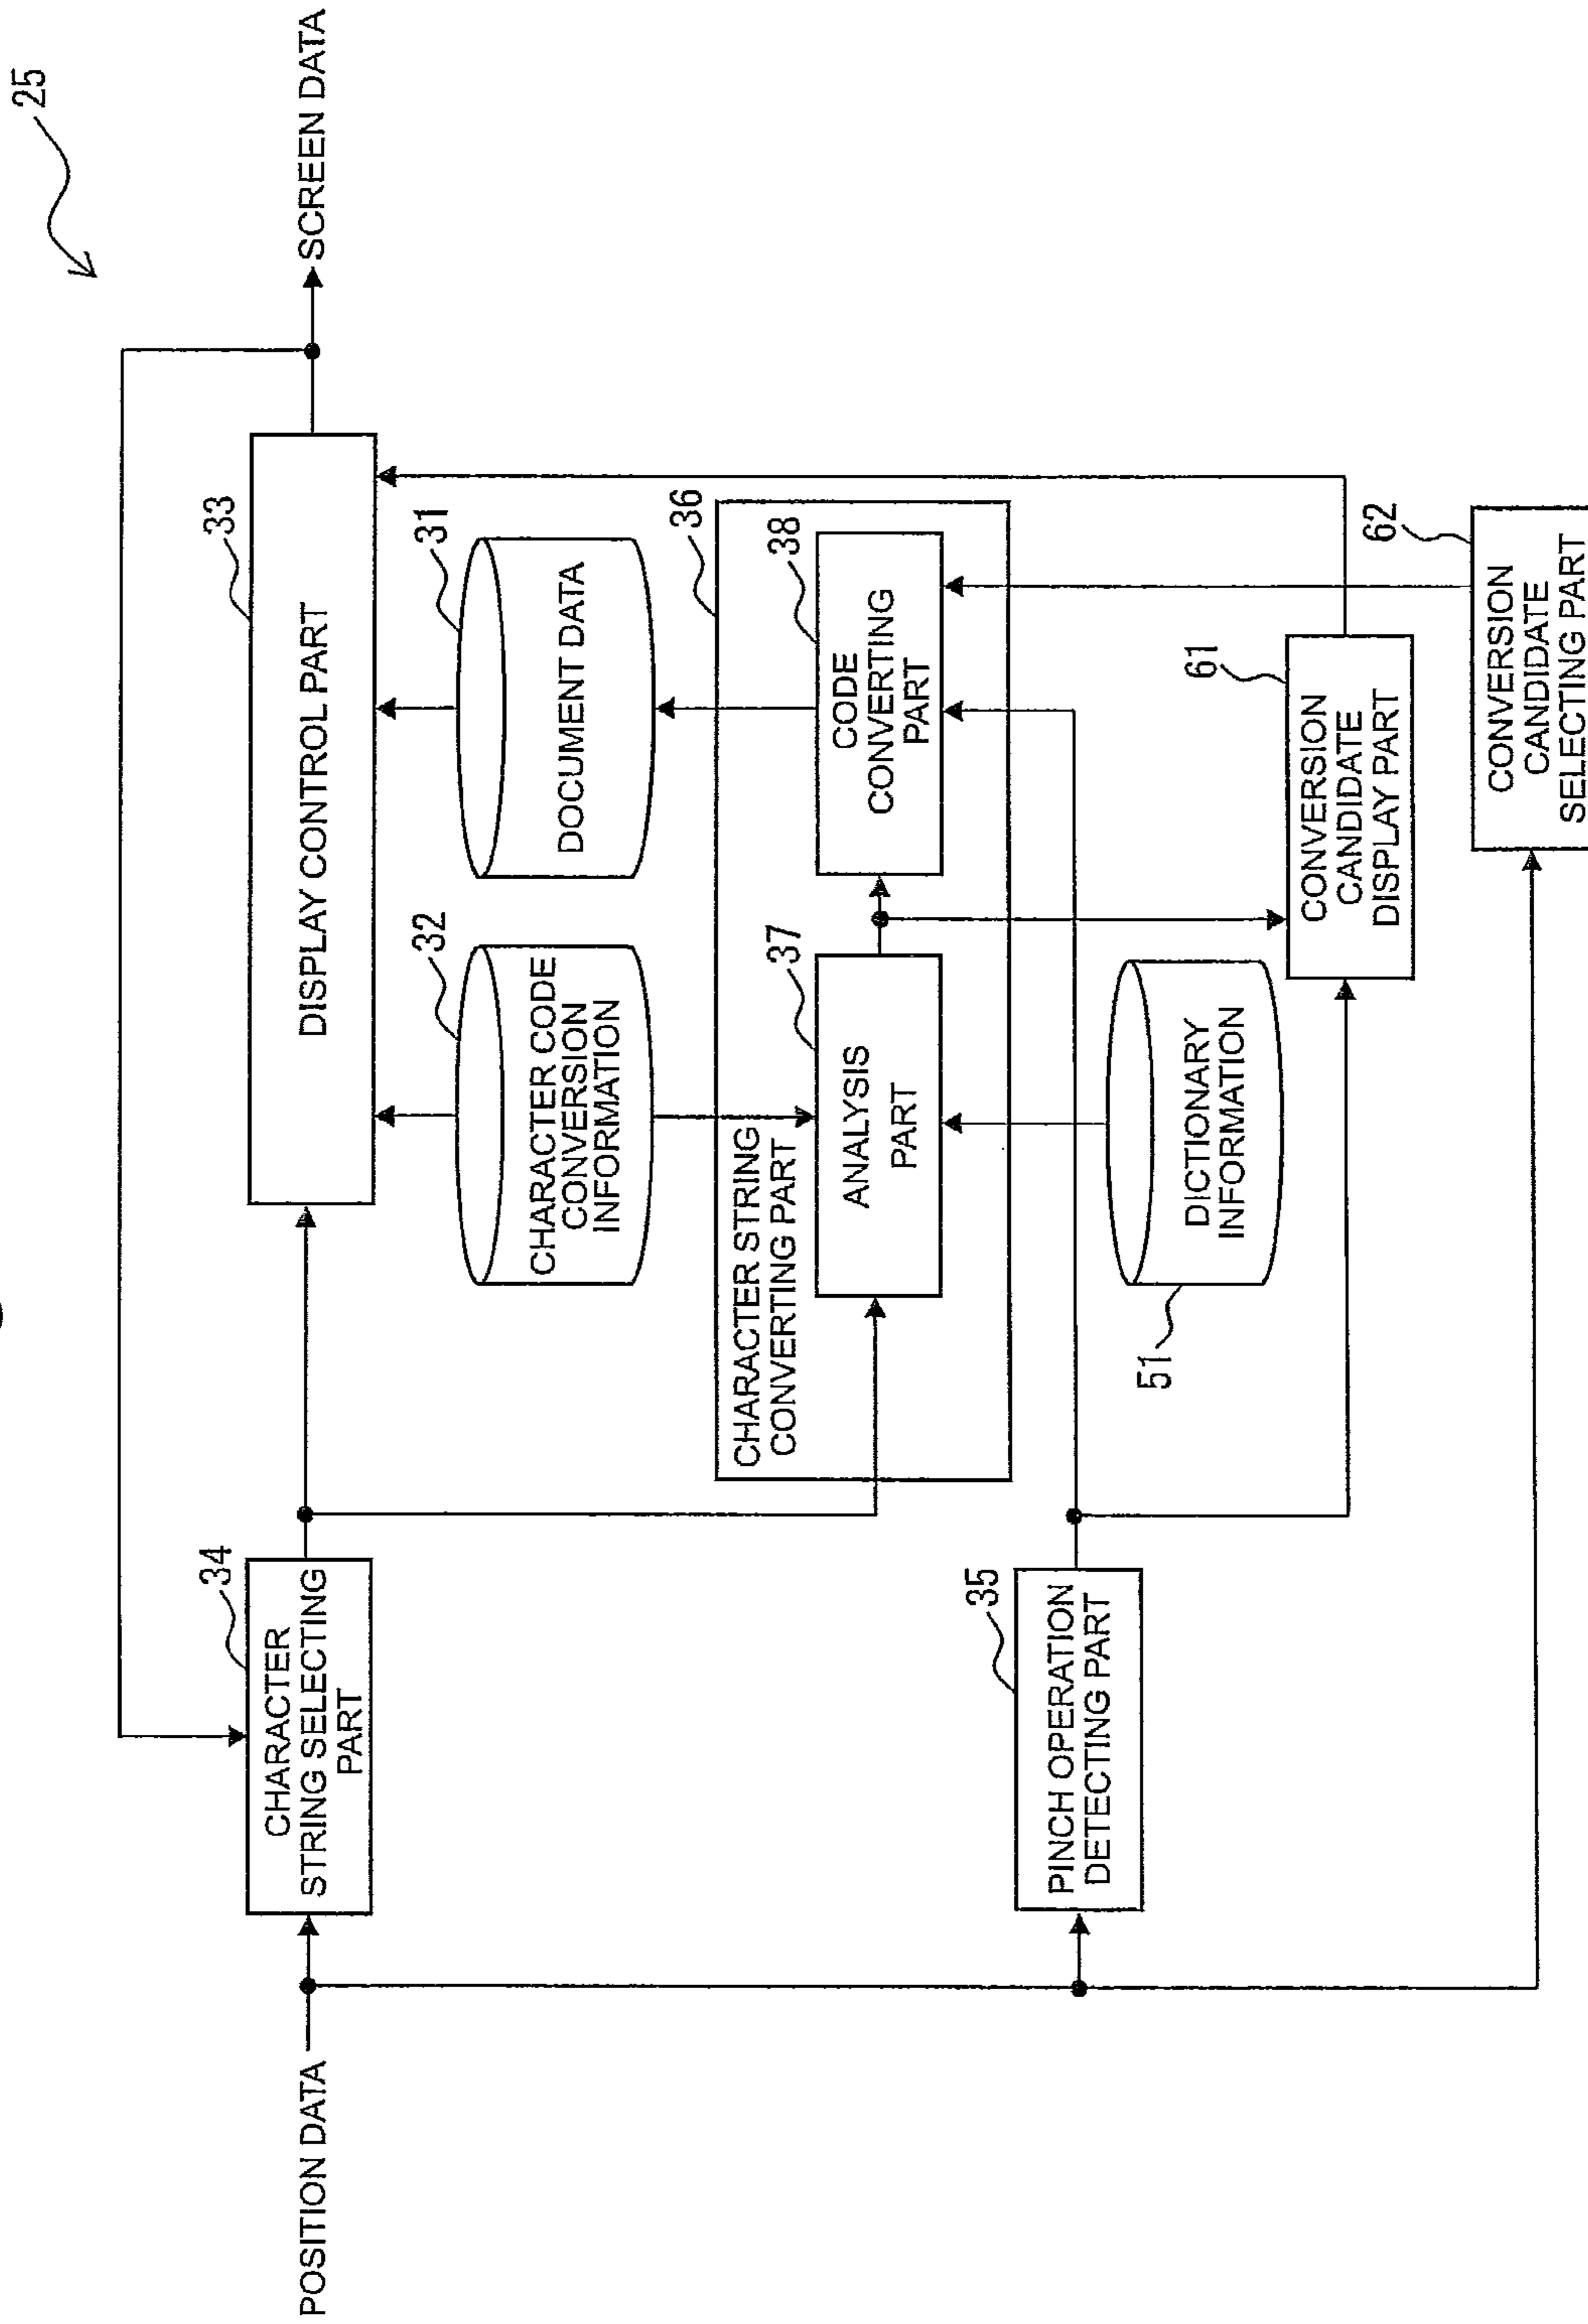 25
POSITION DATA
SCREEN DATA
34
CHARACTER
STRING SELECTING
PART
33
DISPLAY CONTROL PART
32
CHARACTER CODE
CONVERSION
INFORMATION
31
DOCUMENT DATA
36
CHARACTER STRING
CONVERTING PART
37
ANALYSIS
PART
38
CODE
CONVERTING
PART
35
PINCH OPERATION
DETECTING PART
51
DICTIONARY
INFORMATION
61
CONVERSION
CANDIDATE
DISPLAY PART
62
CONVERSION
CANDIDATE
SELECTING PART